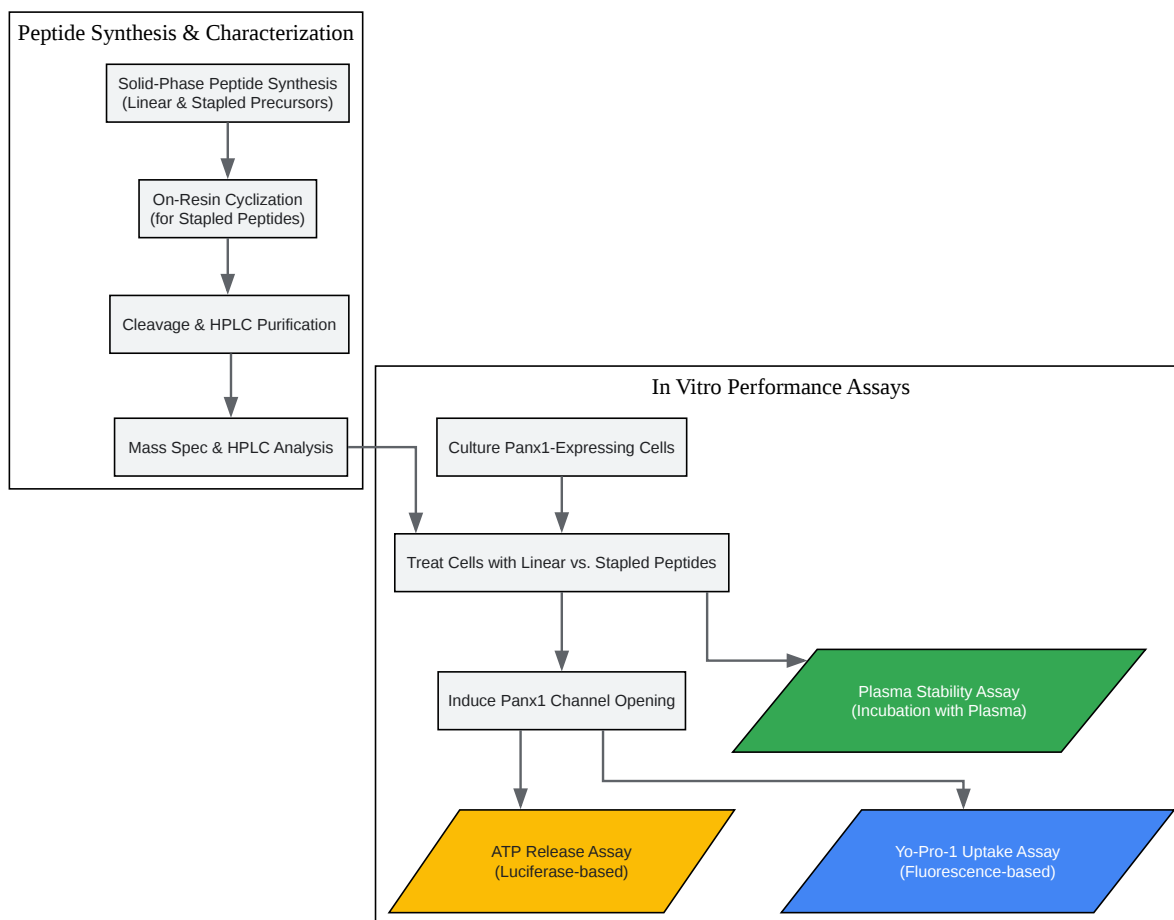 Peptide Synthesis & Characterization
Solid-Phase Peptide Synthesis
(Linear & Stapled Precursors)
On-Resin Cyclization
(for Stapled Peptides)
Cleavage & HPLC Purification
Mass Spec & HPLC Analysis
In Vitro Performance Assays
Culture Panx1-Expressing Cells
Treat Cells with Linear vs. Stapled Peptides
Induce Panx1 Channel Opening
Plasma Stability Assay
(Incubation with Plasma)
ATP Release Assay
(Luciferase-based)
Yo-Pro-1 Uptake Assay
(Fluorescence-based)